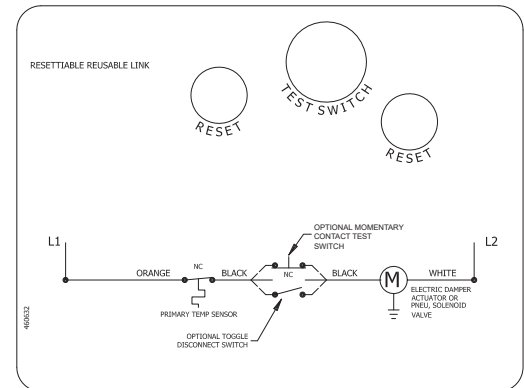 RESETTIABLE REUSABLE LINK
TEST SWITCH
RESET
RESET
OPTIONAL MOMENTARY
CONTACT TEST
SWITCH
L1
L2
ORANGE
NC
BLACK
NC
BLACK
M
WHITE
PRIMARY TEMP SENSOR
ELECTRIC DAMPER
ACTUATOR OR
PNEU, SOLENOID
VALVE
OPTIONAL TOGGLE
DISCONNECT SWITCH
460632